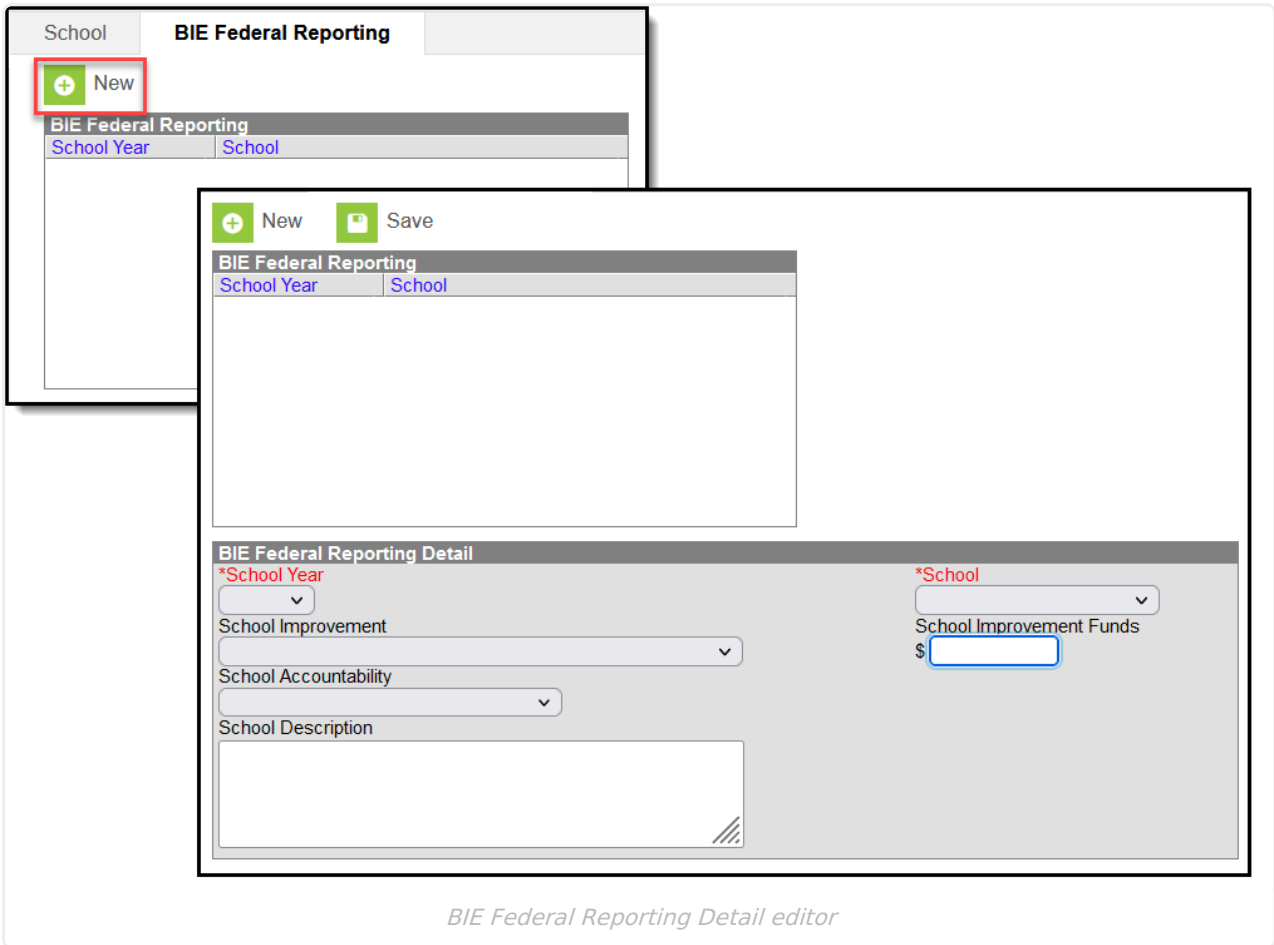 School BIE Federal Reporting
New
BIE Federal Reporting
School Year School
New Save
BIE Federal Reporting
School Year School
BIE Federal Reporting Detail
*School Year *School
School Improvement School Improvement Funds
$
School Accountability
School Description
BIE Federal Reporting Detail editor